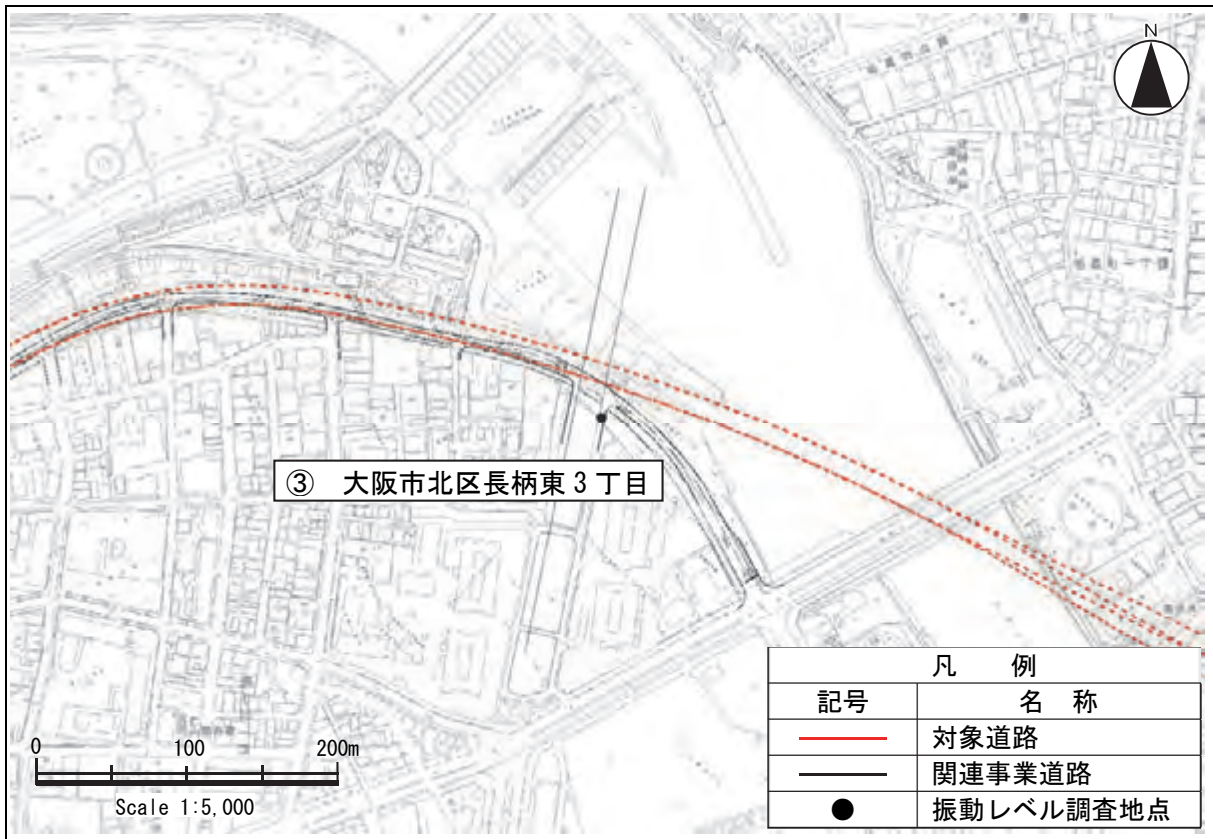 N
③ 大阪市北区長柄東3丁目
0 100 200m
Scale 1:5,000
凡 例
記号 名 称
対象道路
関連事業道路
振動レベル調査地点